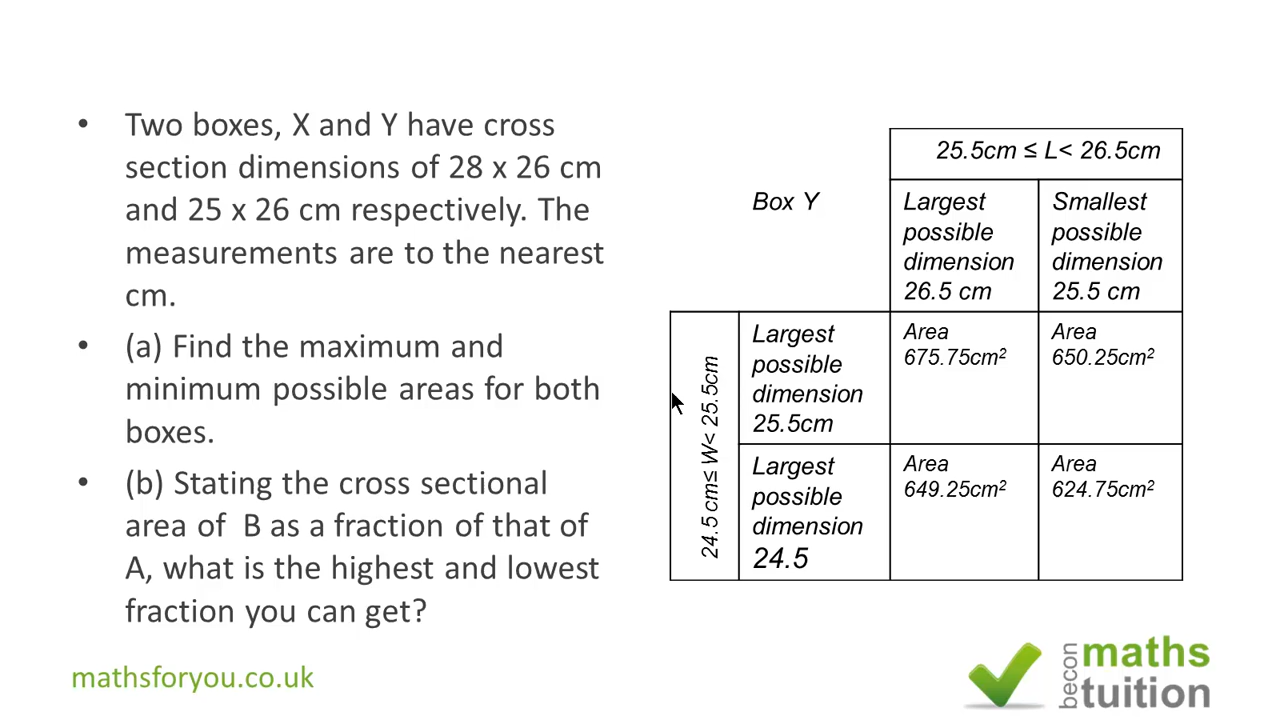 • Two boxes, X and Y have cross
section dimensions of 28 x 26 cm
and 25 x 26 cm respectively. The
measurements are to the nearest
cm.
• (a) Find the maximum and
minimum possible areas for both
boxes.
• (b) Stating the cross sectional
area of  B as a fraction of that of
A, what is the highest and lowest
fraction you can get?
mathsforyou.co.uk
25.5cm ≤ L< 26.5cm
Box Y
Largest
possible
dimension
26.5 cm
Smallest
possible
dimension
25.5 cm
24.5 cm≤ W< 25.5cm
Largest
possible
dimension
25.5cm
Area
675.75cm²
Area
650.25cm²
Largest
possible
dimension
24.5
Area
649.25cm²
Area
624.75cm²
becon
maths
tuition